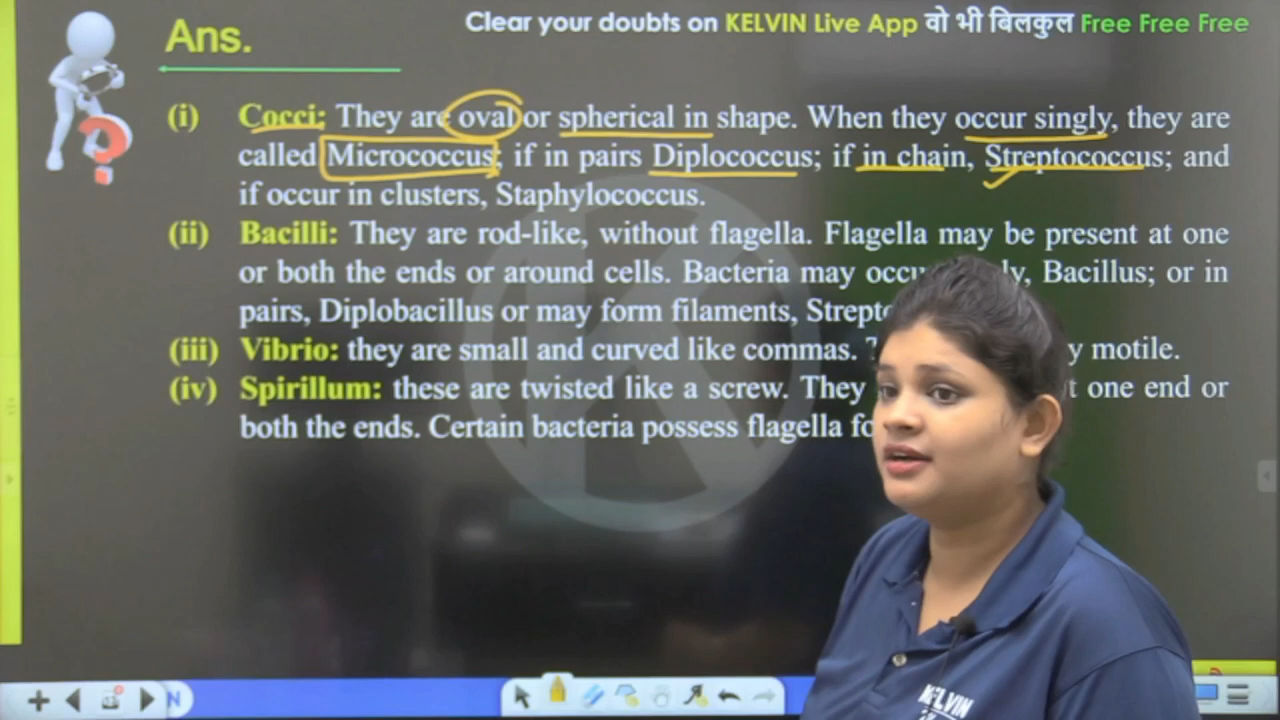 Clear your doubts on KELVIN Live App वो भी बिलकुल Free Free Free
Ans.
(i) Cocci: They are oval or spherical in shape. When they occur singly, they are
called Micrococcus; if in pairs Diplococcus; if in chain, Streptococcus; and
if occur in clusters, Staphylococcus.
(ii) Bacilli: They are rod-like, without flagella. Flagella may be present at one
or both the ends or around cells. Bacteria may Bacillus; or in
pairs, Diplobacillus or may form filaments,
(iii) Vibrio: they are small and curved like commas. motile.
(iv) Spirillum: these are twisted like a screw. They one end or
both the ends. Certain bacteria possess flagella
KELVIN